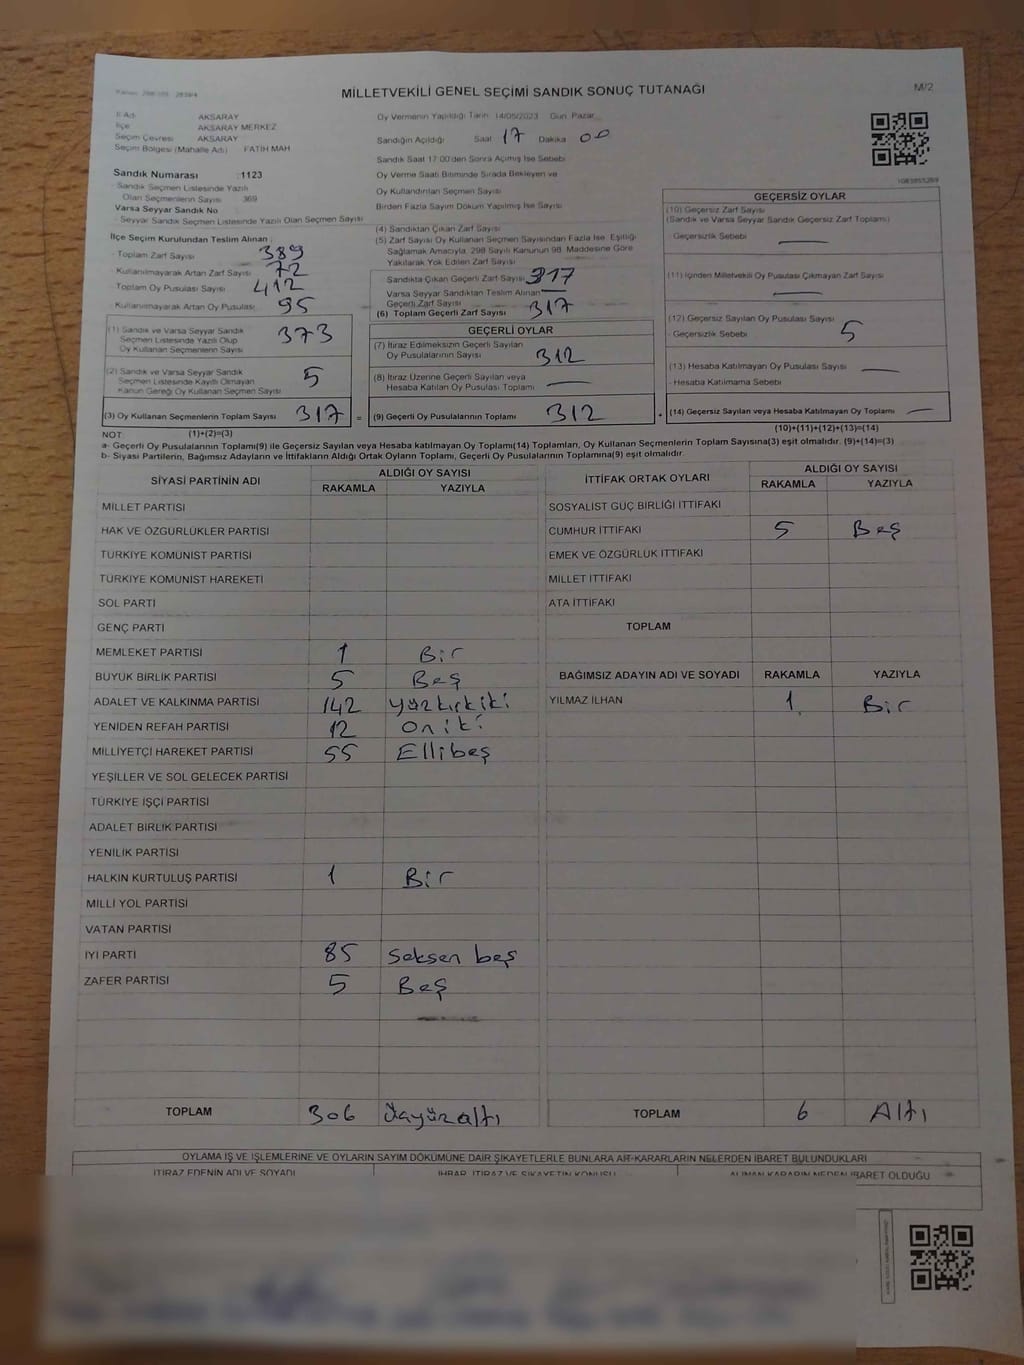 MİLLETVEKİLİ GENEL SEÇİMİ SANDIK SONUÇ TUTANAĞI
M/2
İl Adı AKSARAY
İlçe AKSARAY MERKEZ
Seçim Çevresi AKSARAY
Seçim Bölgesi (Mahalle Adı) FATİH MAH
Sandık Numarası :1123
Sandık Seçmen Listesinde Yazılı
Olan Seçmenlerin Sayısı 369
Varsa Seyyar Sandık No
Seyyar Sandık Seçmen Listesinde Yazılı Olan Seçmen Sayısı
İlçe Seçim Kurulundan Teslim Alınan :
Toplam Zarf Sayısı 389
Kullanılmayarak Artan Zarf Sayısı 72
Toplam Oy Pusulası Sayısı 412
Kullanılmayarak Artan Oy Pusulası 95
(1) Sandık ve Varsa Seyyar Sandık
Seçmen Listesinde Yazılı Olup
Oy Kullanan Seçmenlerin Sayısı 373
(2) Sandık ve Varsa Seyyar Sandık
Seçmen Listesinde Kayıtlı Olmayan
Kanun Gereği Oy Kullanan Seçmen Sayısı 5
(3) Oy Kullanan Seçmenlerin Toplam Sayısı 317 =
Oy Vermenin Yapıldığı Tarih 14/05/2023 Gün Pazar
Sandığın Açıldığı Saat 17 Dakika 00
Sandık Saat 17:00'den Sonra Açılmış İse Sebebi
Oy Verme Saati Bitiminde Sırada Bekleyen ve
Oy Kullandırılan Seçmen Sayısı
Birden Fazla Sayım Döküm Yapılmış İse Sayısı
(4) Sandıktan Çıkan Zarf Sayısı
(5) Zarf Sayısı Oy Kullanan Seçmen Sayısından Fazla İse, Eşitliği
Sağlamak Amacıyla, 298 Sayılı Kanunun 98. Maddesine Göre
Yakılarak Yok Edilen Zarf Sayısı
Sandıkta Çıkan Geçerli Zarf Sayısı 317
Varsa Seyyar Sandıktan Teslim Alınan
Geçerli Zarf Sayısı —
(6) Toplam Geçerli Zarf Sayısı 317
GEÇERLİ OYLAR
(7) İtiraz Edilmeksizin Geçerli Sayılan
Oy Pusulalarının Sayısı 312
(8) İtiraz Üzerine Geçerli Sayılan veya
Hesaba Katılan Oy Pusulası Toplamı —
(9) Geçerli Oy Pusulalarının Toplamı 312 +
1083955269
GEÇERSİZ OYLAR
(10) Geçersiz Zarf Sayısı
(Sandık ve Varsa Seyyar Sandık Geçersiz Zarf Toplamı)
- Geçersizlik Sebebi —
(11) İçinden Milletvekili Oy Pusulası Çıkmayan Zarf Sayısı
—
(12) Geçersiz Sayılan Oy Pusulası Sayısı
- Geçersizlik Sebebi 5
(13) Hesaba Katılmayan Oy Pusulası Sayısı —
- Hesaba Katılmama Sebebi
(14) Geçersiz Sayılan veya Hesaba Katılmayan Oy Toplamı —
NOT: (1)+(2)=(3) (10)+(11)+(12)+(13)=(14)
a- Geçerli Oy Pusulaları Toplamı(9) ile Geçersiz Sayılan veya Hesaba katılmayan Oy Toplamı(14) Toplamları, Oy Kullanan Seçmenlerin Toplam Sayısına(3) eşit olmalıdır. (9)+(14)=(3)
b- Siyasi Partilerin, Bağımsız Adayların ve İttifakların Aldığı Ortak Oyların Toplamı, Geçerli Oy Pusulalarının Toplamına(9) eşit olmalıdır.
SİYASİ PARTİNİN ADI ALDIĞI OY SAYISI
RAKAMLA YAZIYLA
MİLLET PARTİSİ
HAK VE ÖZGÜRLÜKLER PARTİSİ
TÜRKİYE KOMÜNİST PARTİSİ
TÜRKİYE KOMÜNİST HAREKETİ
SOL PARTİ
GENÇ PARTİ
MEMLEKET PARTİSİ 1 Bir
BÜYÜK BİRLİK PARTİSİ 5 Beş
ADALET VE KALKINMA PARTİSİ 142 Yüzkırkiki
YENİDEN REFAH PARTİSİ 12 Oniki
MİLLİYETÇİ HAREKET PARTİSİ 55 Ellibeş
YEŞİLLER VE SOL GELECEK PARTİSİ
TÜRKİYE İŞÇİ PARTİSİ
ADALET BİRLİK PARTİSİ
YENİLİK PARTİSİ
HALKIN KURTULUŞ PARTİSİ 1 Bir
MİLLİ YOL PARTİSİ
VATAN PARTİSİ
İYİ PARTİ 85 Seksen beş
ZAFER PARTİSİ 5 Beş
TOPLAM 306 Üçyüzaltı
İTTİFAK ORTAK OYLARI ALDIĞI OY SAYISI
RAKAMLA YAZIYLA
SOSYALİST GÜÇ BİRLİĞİ İTTİFAKI
CUMHUR İTTİFAKI 5 Beş
EMEK VE ÖZGÜRLÜK İTTİFAKI
MİLLET İTTİFAKI
ATA İTTİFAKI
TOPLAM
BAĞIMSIZ ADAYIN ADI VE SOYADI RAKAMLA YAZIYLA
YILMAZ İLHAN 1 Bir
TOPLAM 6 Altı
OYLAMA İŞ VE İŞLEMLERİNE VE OYLARIN SAYIM DÖKÜMÜNE DAİR ŞİKAYETLERLE BUNLARA AİT KARARLARIN NELERDEN İBARET BULUNDUKLARI
İTİRAZ EDENİN ADI VE SOYADI İHBAR, İTİRAZ VE ŞİKAYETİN KONUSU ALINAN KARARIN NEDEN İBARET OLDUĞU